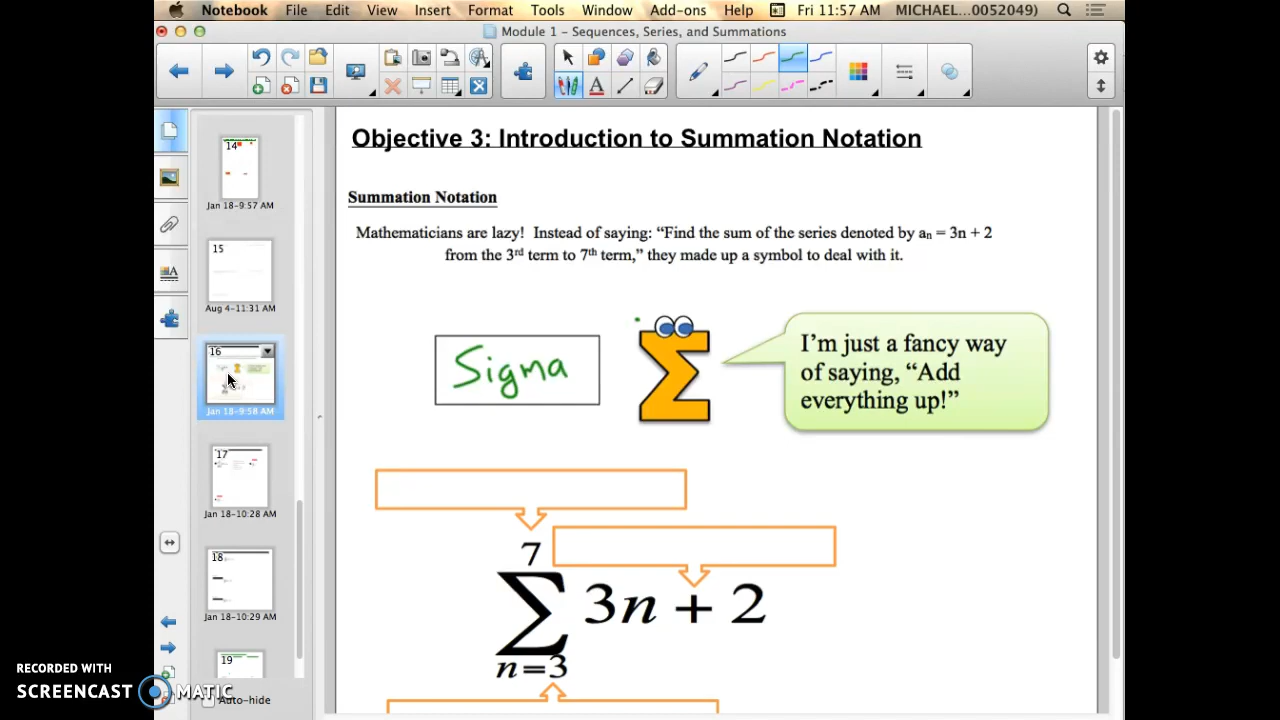 Notebook File Edit View Insert Format Tools Window Add-ons Help Fri 11:57 AM MICHAEL...0052049)
Module 1 – Sequences, Series, and Summations
14
Jan 18-9:57 AM
15
Aug 4-11:31 AM
16
Jan 18-9:58 AM
17
Jan 18-10:28 AM
18
Jan 18-10:29 AM
19
Auto-hide
Objective 3: Introduction to Summation Notation
Summation Notation
Mathematicians are lazy! Instead of saying: “Find the sum of the series denoted by aₙ = 3n + 2
from the 3rd term to 7th term,” they made up a symbol to deal with it.
Sigma
Σ
I’m just a fancy way
of saying, “Add
everything up!”
7
∑ 3n + 2
n=3
RECORDED WITH
SCREENCAST MATIC